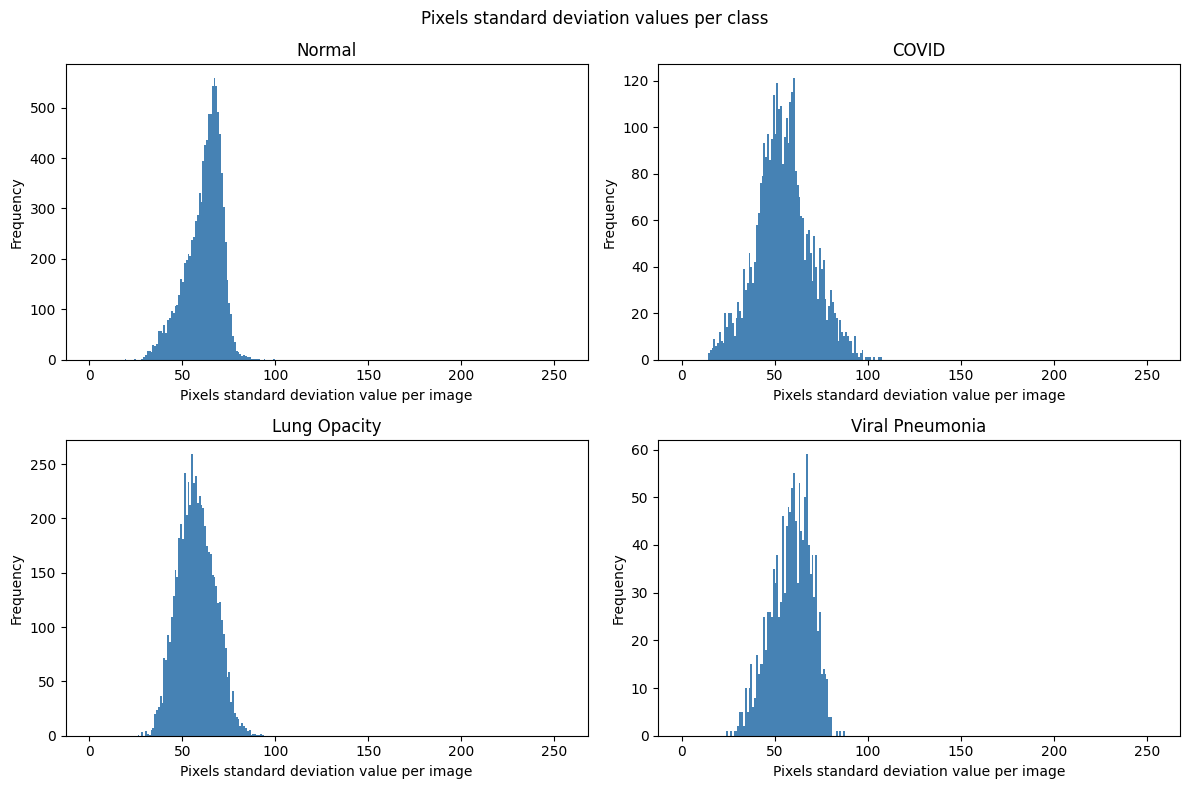 Pixels standard deviation values per class
Normal
Frequency
500
400
300
200
100
0
0 50 100 150 200 250
Pixels standard deviation value per image
COVID
Frequency
120
100
80
60
40
20
0
0 50 100 150 200 250
Pixels standard deviation value per image
Lung Opacity
Frequency
250
200
150
100
50
0
0 50 100 150 200 250
Pixels standard deviation value per image
Viral Pneumonia
Frequency
60
50
40
30
20
10
0
0 50 100 150 200 250
Pixels standard deviation value per image